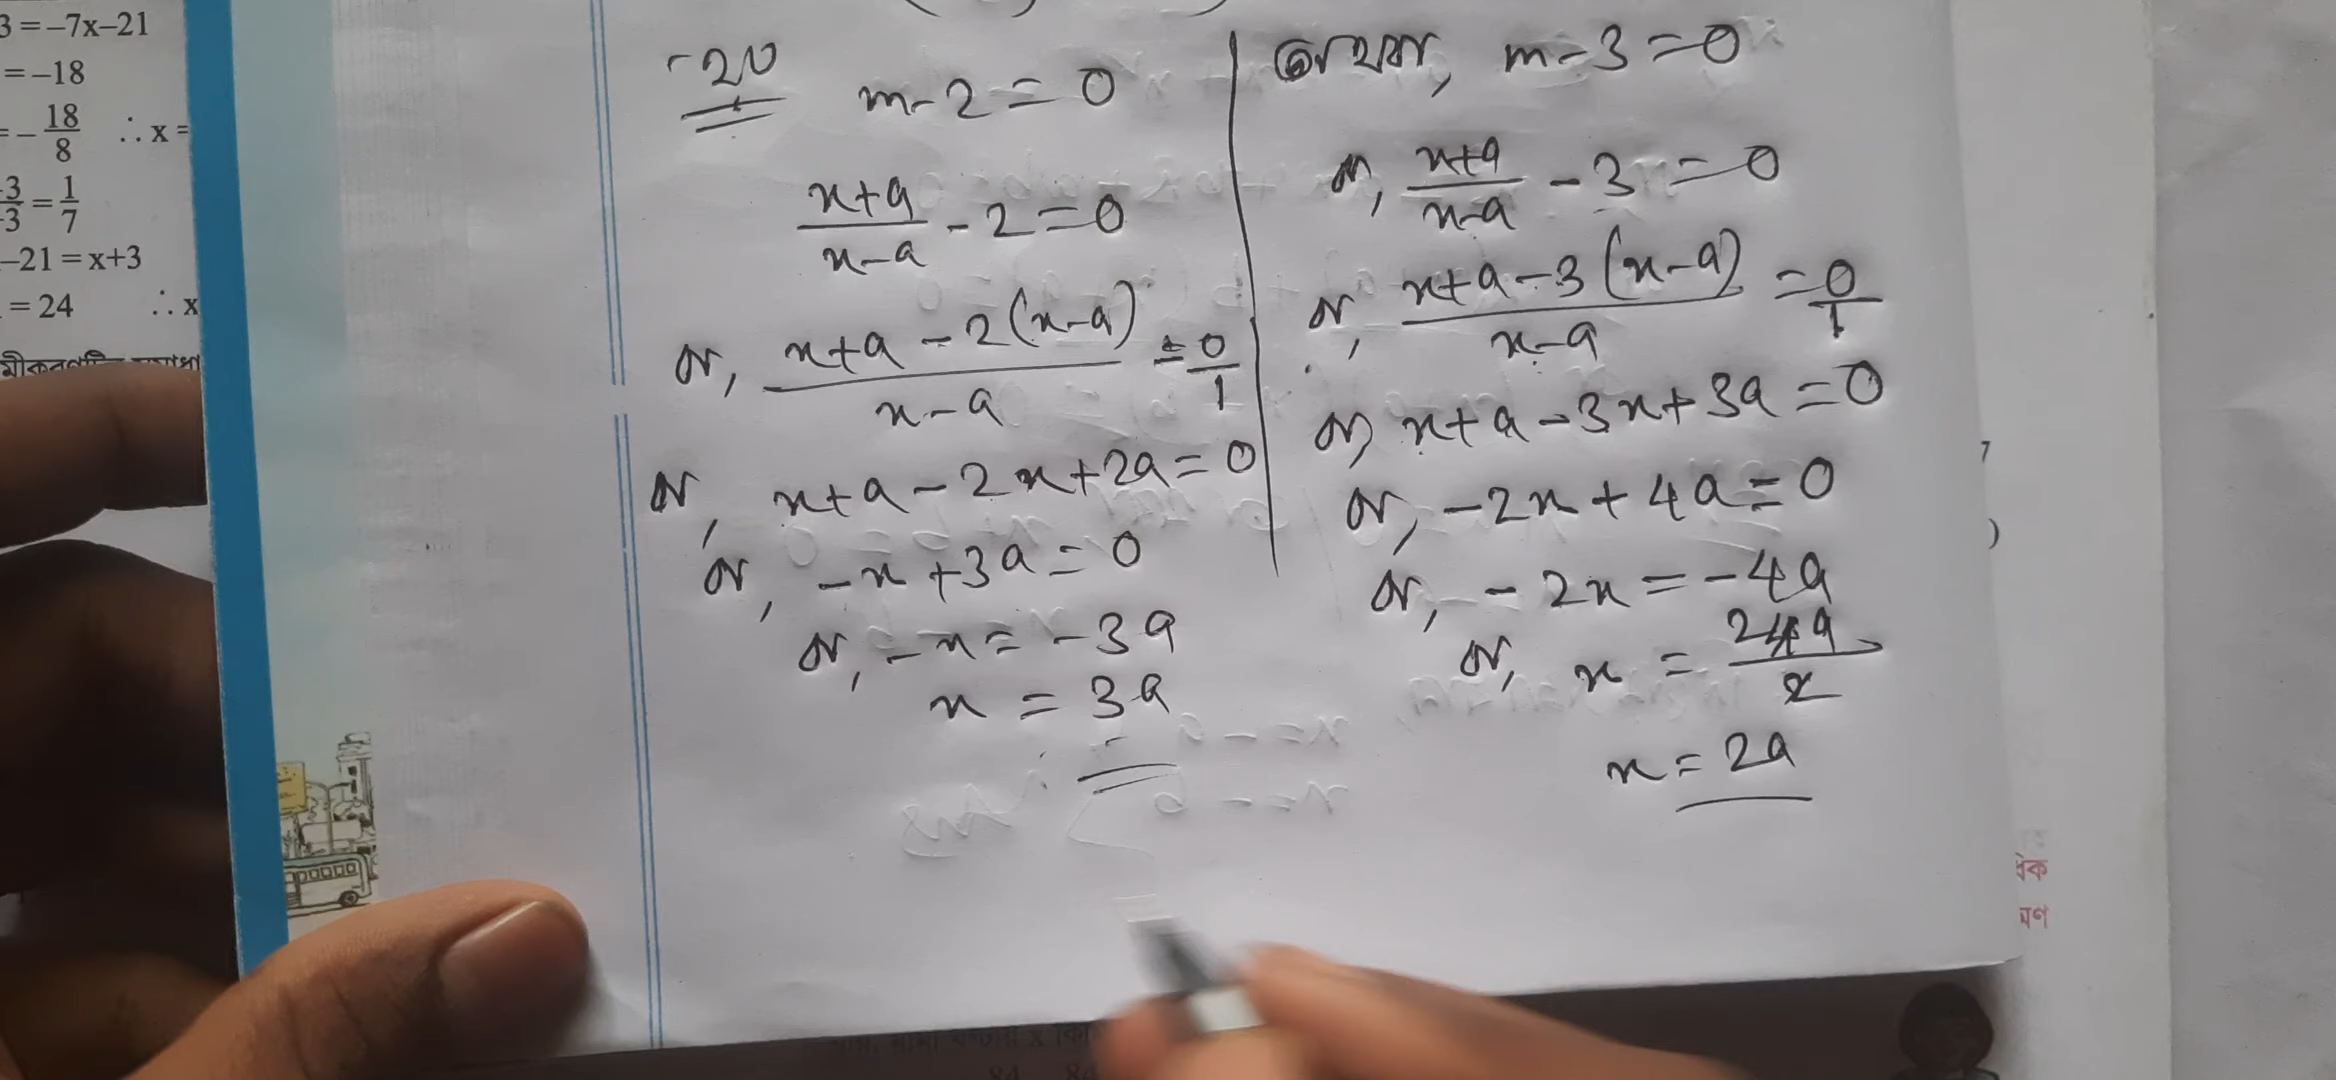 3 = –7x–21
= –18
= – 18/8 ∴ x =
3/–3 = 1/7
–21 = x+3
= 24 ∴ x
m-2 = 0
x+a/x-a - 2 = 0
or, x+a - 2(x-a)/x-a = 0/1
or, x+a - 2x+2a = 0
or, -x+3a = 0
or, -x = -3a
x = 3a
m-3 = 0
or, x+a/x-a - 3 = 0
or, x+a-3(x-a)/x-a = 0/1
or, x+a-3x+3a = 0
or, -2x+4a = 0
or, -2x = -4a
or, x = 24a/2
x = 2a
7
)